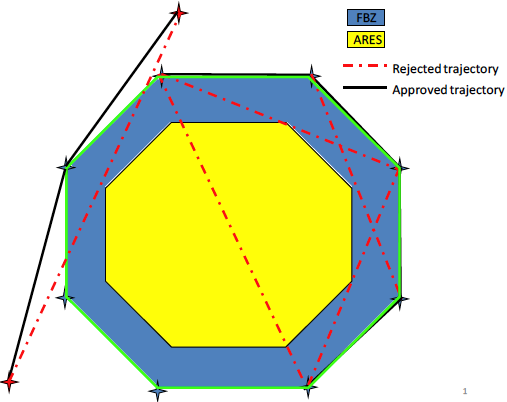 FBZ
ARES
Rejected trajectory
Approved trajectory
1